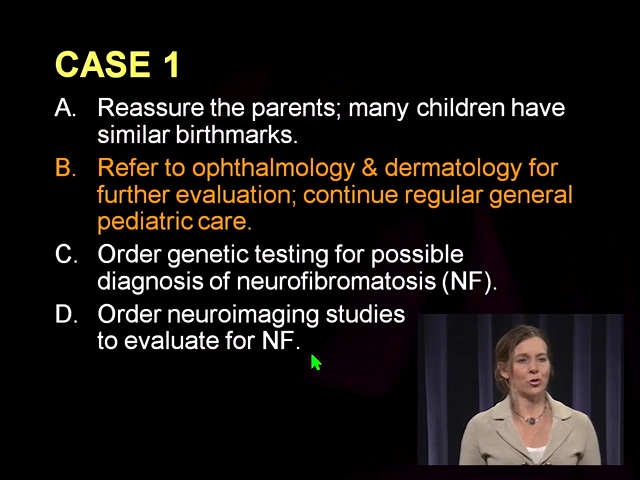 CASE 1
A. Reassure the parents; many children have
similar birthmarks.
B. Refer to ophthalmology & dermatology for
further evaluation; continue regular general
pediatric care.
C. Order genetic testing for possible
diagnosis of neurofibromatosis (NF).
D. Order neuroimaging studies
to evaluate for NF.